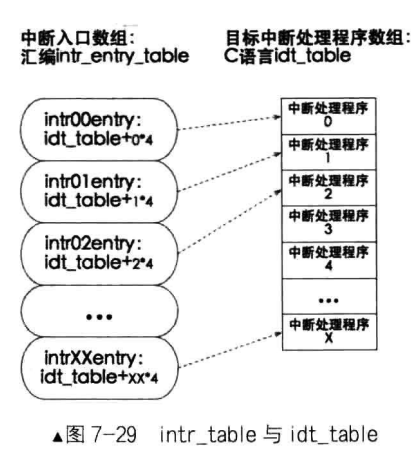 中断入口数组:
汇编intr_entry_table
目标中断处理程序数组:
C语言idt_table
intr00entry:
idt_table+0*4
intr01entry:
idt_table+1*4
intr02entry:
idt_table+2*4
...
intrXXentry:
idt_table+XX*4
中断处理程序
0
中断处理程序
1
中断处理程序
2
中断处理程序
3
中断处理程序
4
...
中断处理程序
X
▲图 7-29 intr_table 与 idt_table